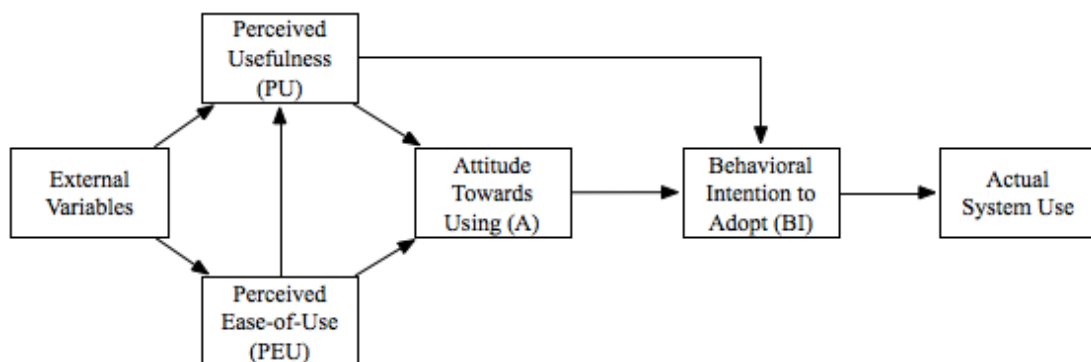 Perceived
Usefulness
(PU)
External
Variables
Attitude
Towards
Using (A)
Behavioral
Intention to
Adopt (BI)
Actual
System Use
Perceived
Ease-of-Use
(PEU)